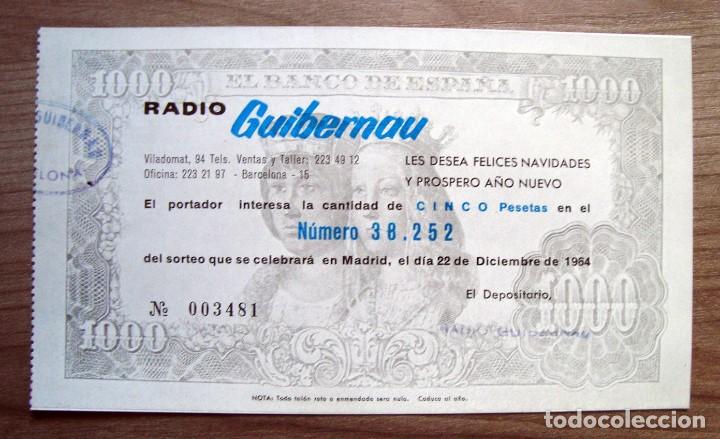 1000 EL BANCO DE ESPAÑA 1000
RADIO Guibernau
Viladomat, 94 Tels. Ventas y Taller: 223 49 12
Oficina: 223 21 97 - Barcelona - 15
LES DESEA FELICES NAVIDADES
Y PROSPERO AÑO NUEVO
El portador interesa la cantidad de CINCO Pesetas en el
Número 38.252
del sorteo que se celebrará en Madrid, el día 22 de Diciembre de 1964
Nº 003481
El Depositario,
1000
1000
RADIO GUIBERNAU
NOTA: Todo talón roto o enmendado sera nulo. Caduca al año.
todocoleccion